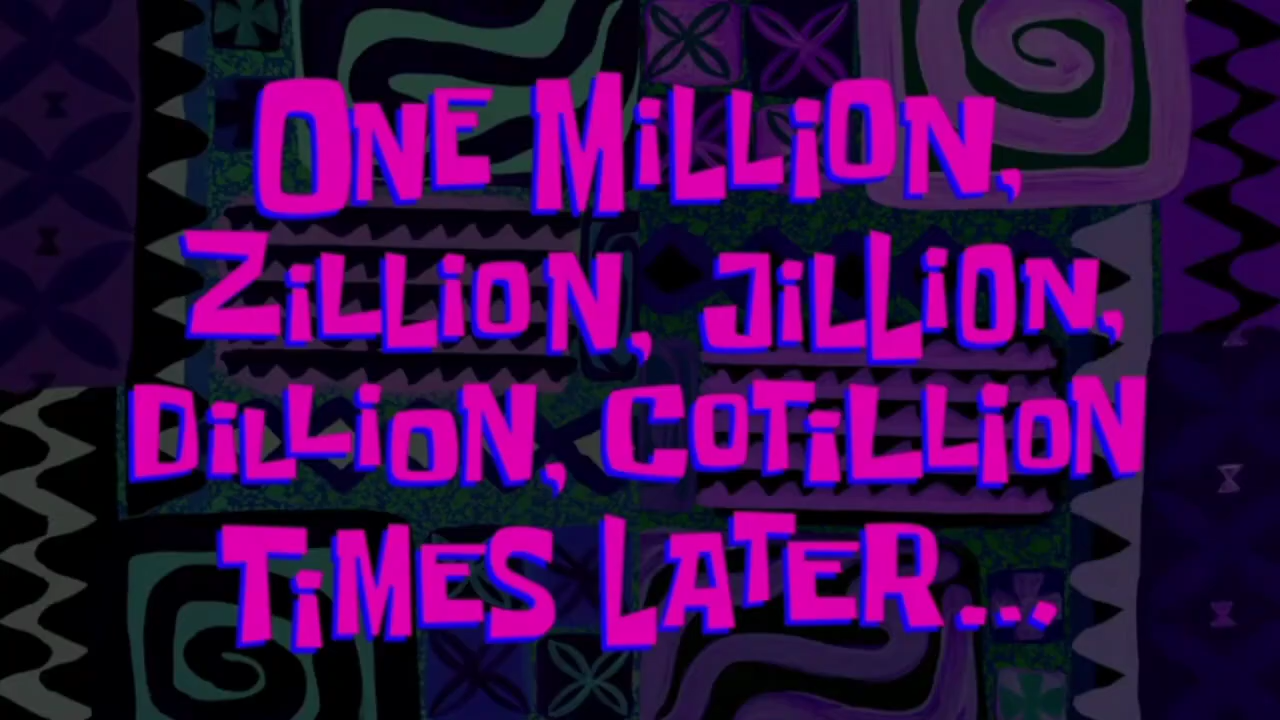 One Million,
Zillion, Jillion,
Dillion, Cotillion
Times Later...